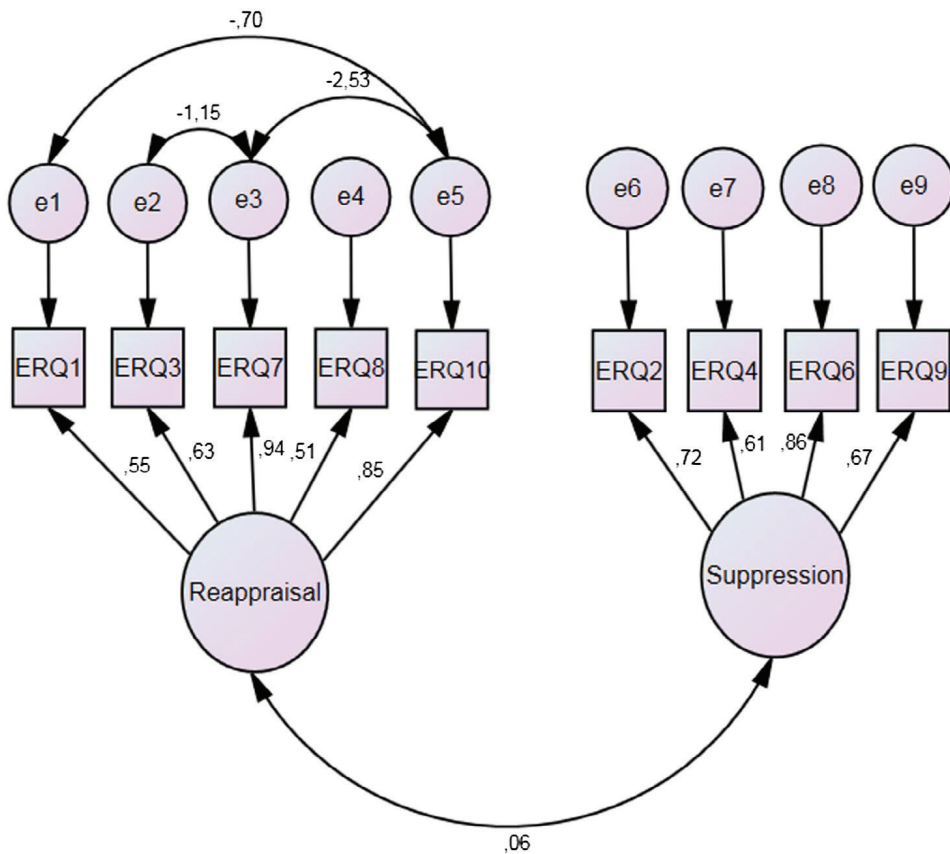 -,70
-2,53
-1,15
e1 e2 e3 e4 e5 e6 e7 e8 e9
ERQ1 ERQ3 ERQ7 ERQ8 ERQ10 ERQ2 ERQ4 ERQ6 ERQ9
,55 ,63 ,94 ,51 ,85 ,72 ,61 ,86 ,67
Reappraisal Suppression
,06